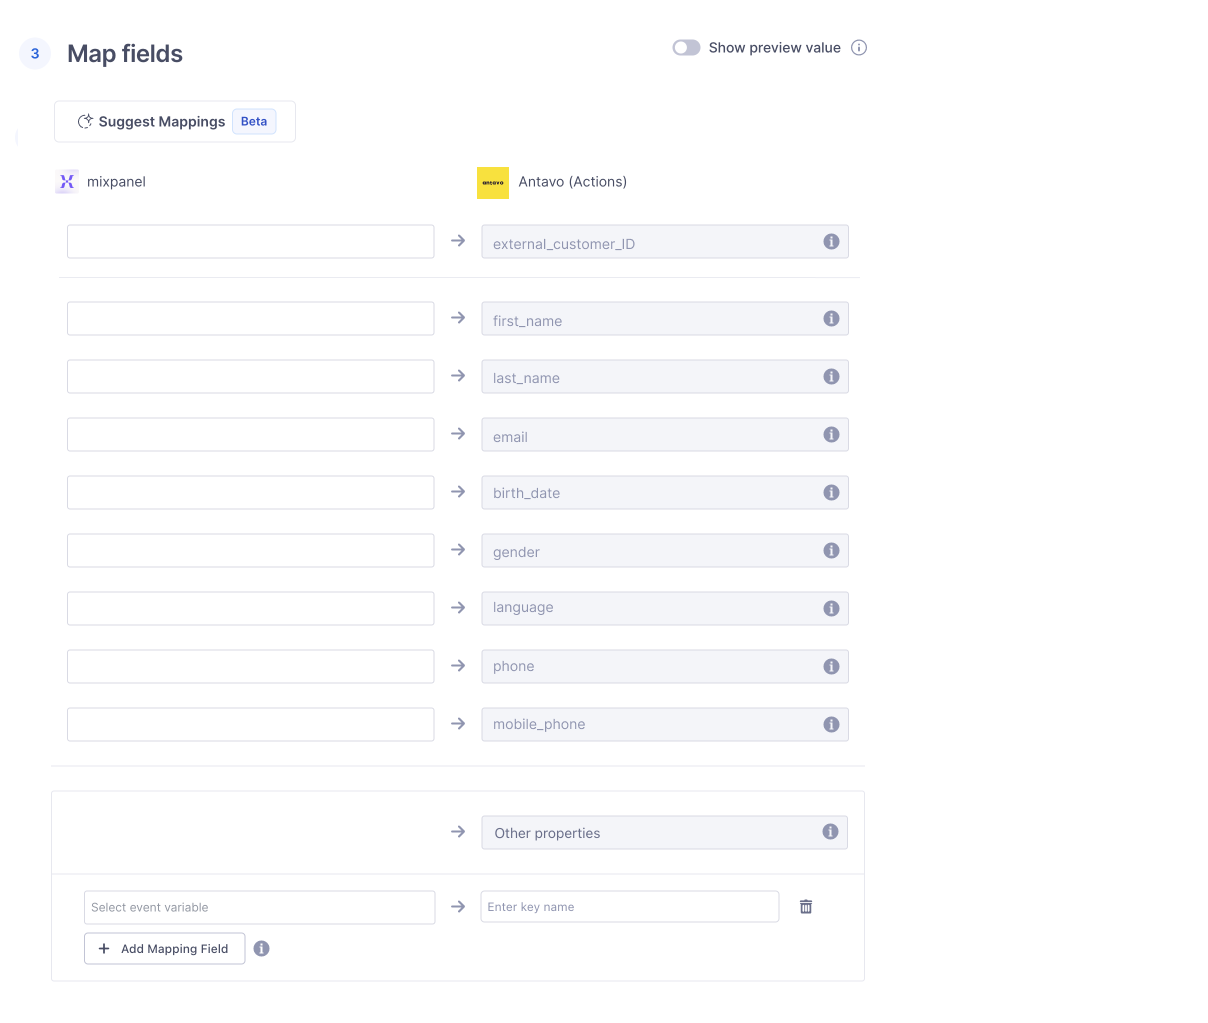 3 Map fields
Show preview value
Suggest Mappings Beta
mixpanel
antavo Antavo (Actions)
external_customer_ID
first_name
last_name
email
birth_date
gender
language
phone
mobile_phone
Other properties
Select event variable
Enter key name
+ Add Mapping Field